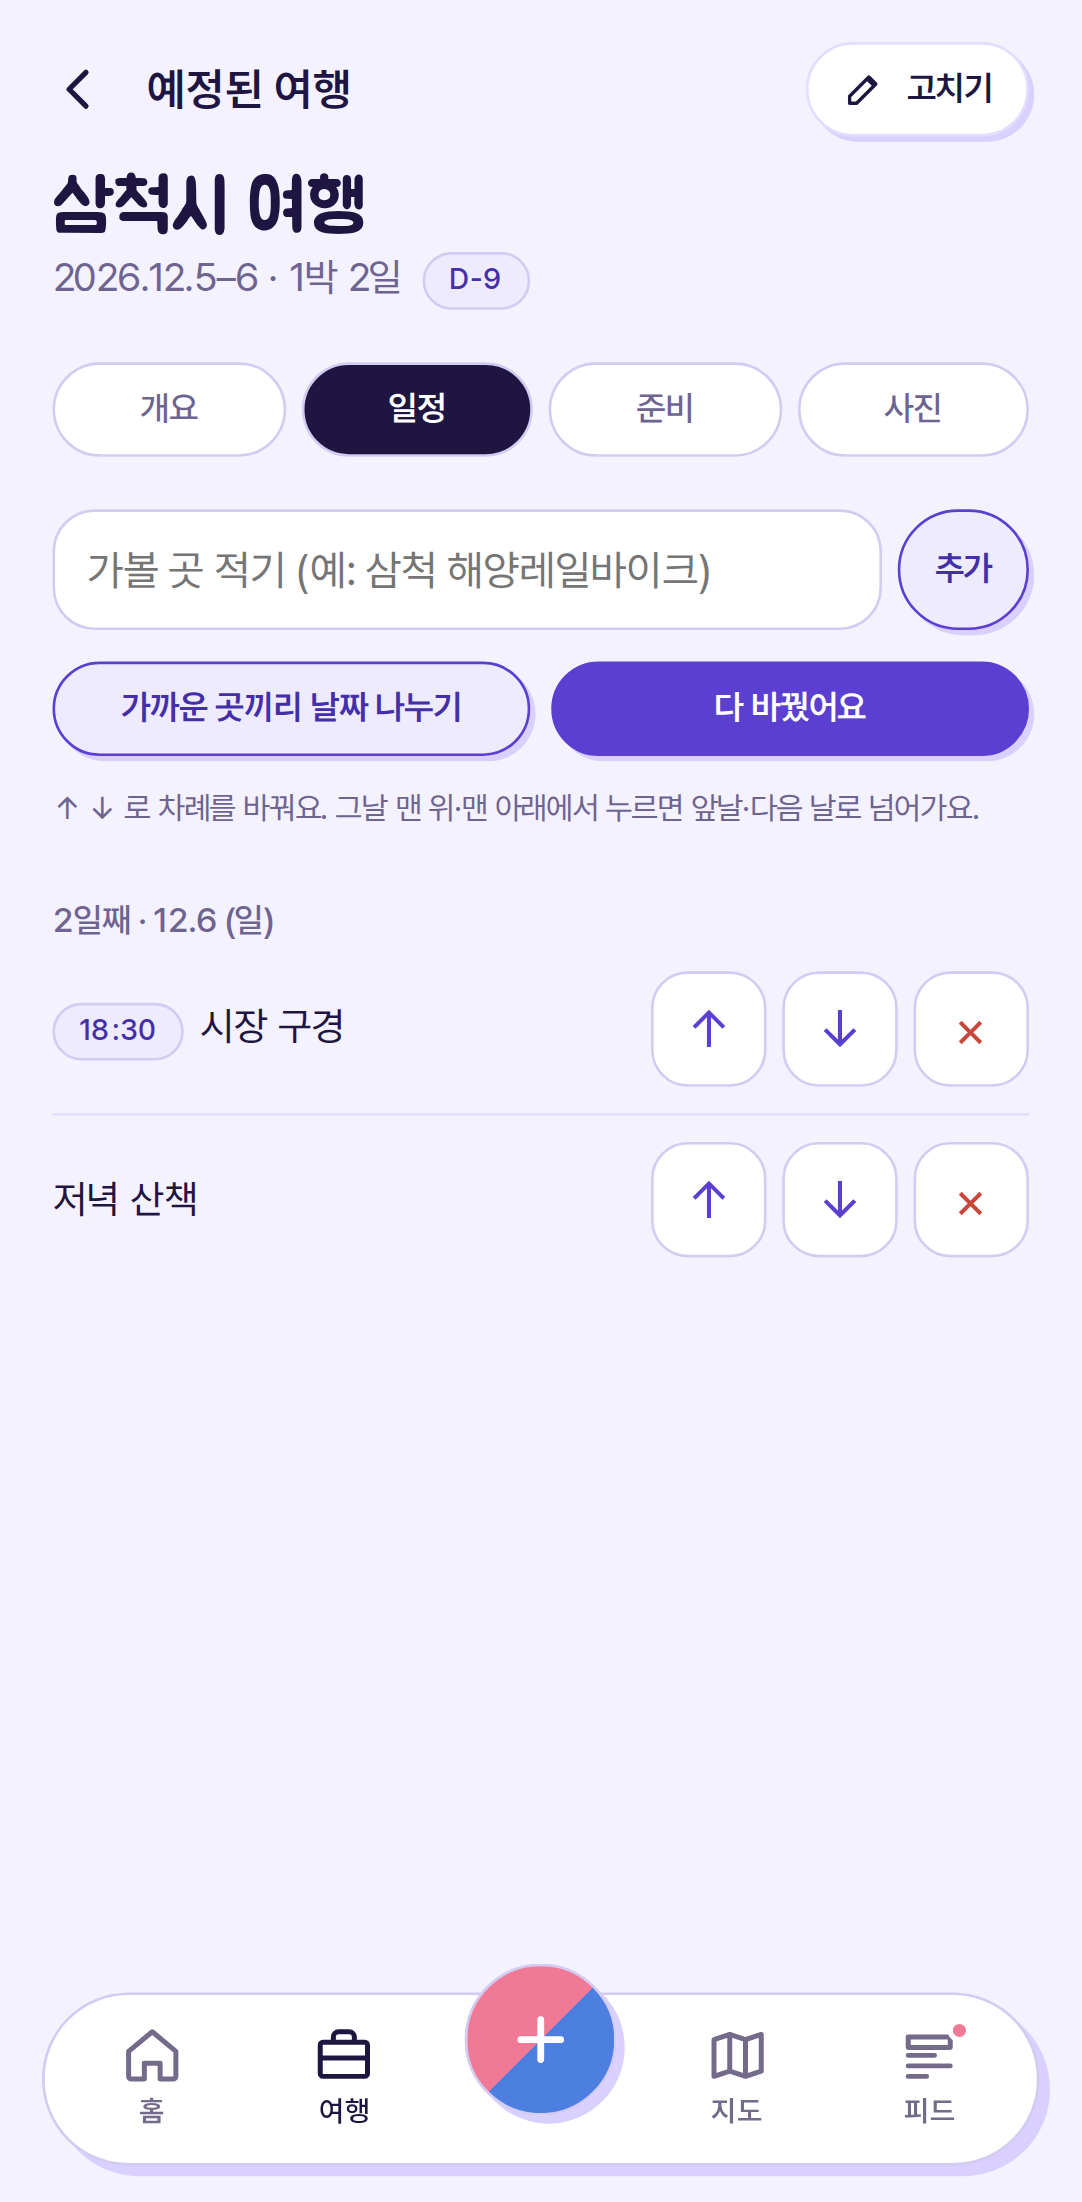 예정된 여행
고치기
삼척시 여행
2026.12.5–6 · 1박 2일 D-9
개요 일정 준비 사진
가볼 곳 적기 (예: 삼척 해양레일바이크) 추가
가까운 곳끼리 날짜 나누기 다 바꿨어요
↑ ↓ 로 차례를 바꿔요. 그날 맨 위·맨 아래에서 누르면 앞날·다음 날로 넘어가요.
2일째 · 12.6 (일)
18:30 시장 구경 ↑ ↓ ×
저녁 산책 ↑ ↓ ×
홈 여행 + 지도 피드